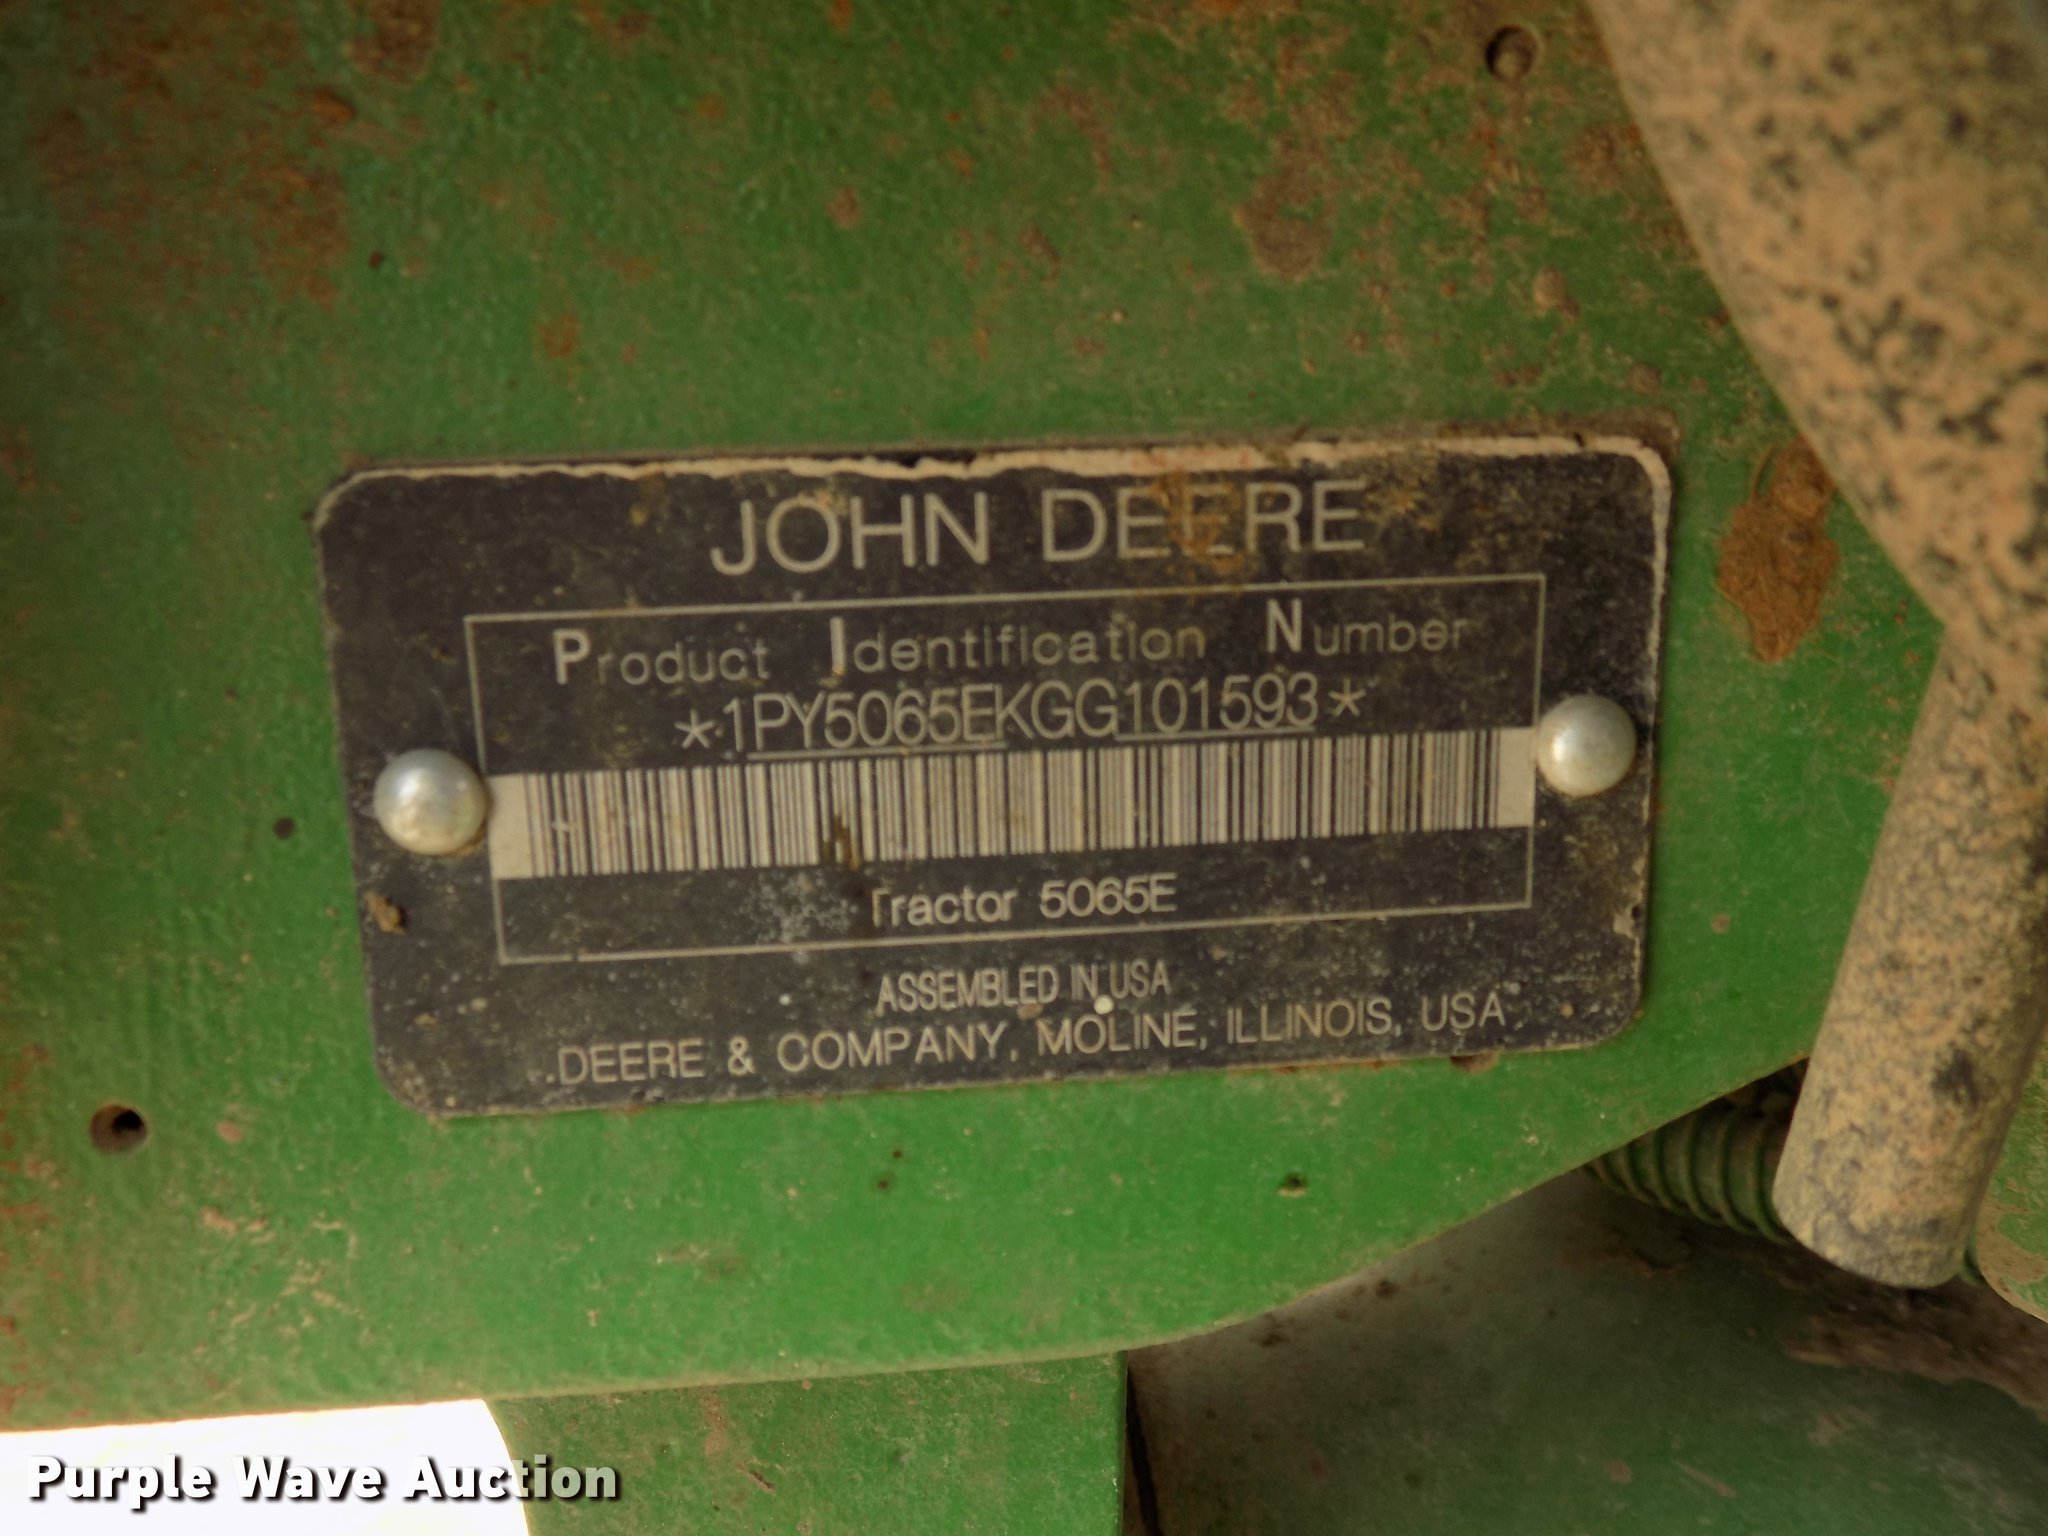 JOHN DEERE
Product Identification Number
*1PY5065EKGG101593*
Tractor 5065E
ASSEMBLED IN USA
DEERE & COMPANY, MOLINE, ILLINOIS, USA
Purple Wave Auction